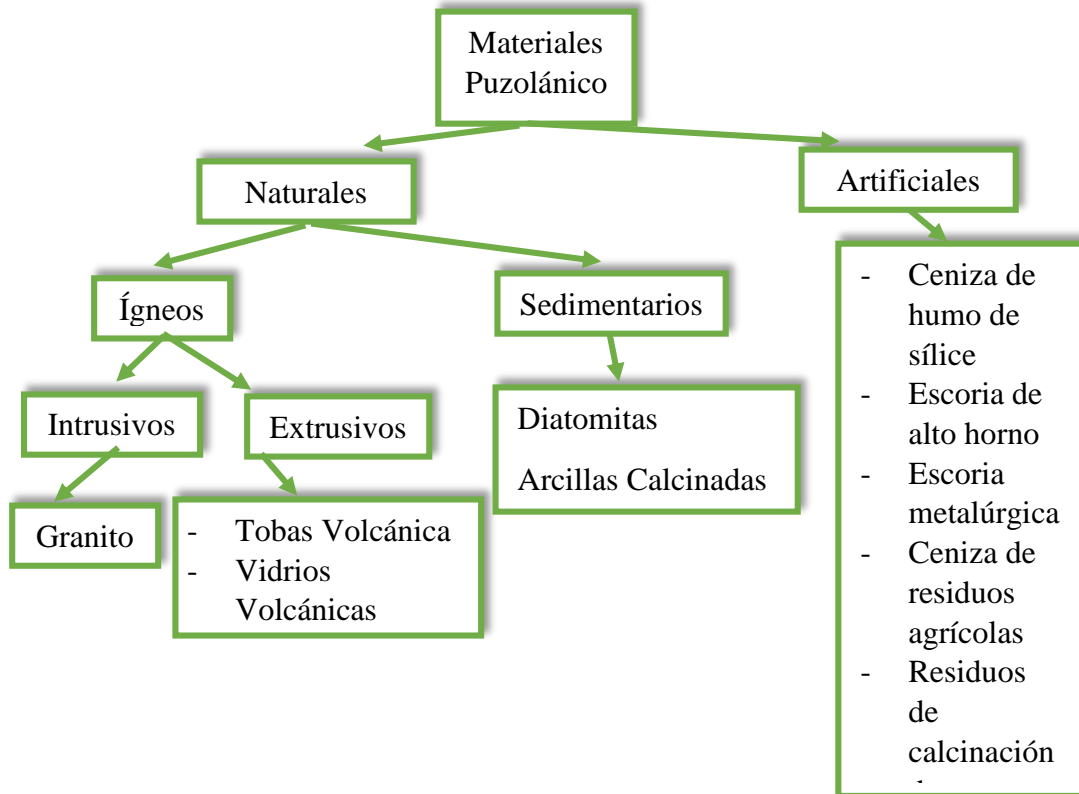 Materiales
Puzolánico
Naturales
Artificiales
Ígneos
Sedimentarios
Intrusivos
Extrusivos
Granito
- Tobas Volcánica
- Vidrios
Volcánicas
Diatomitas
Arcillas Calcinadas
- Ceniza de
humo de
sílice
- Escoria de
alto horno
- Escoria
metalúrgica
- Ceniza de
residuos
agrícolas
- Residuos
de
calcinación